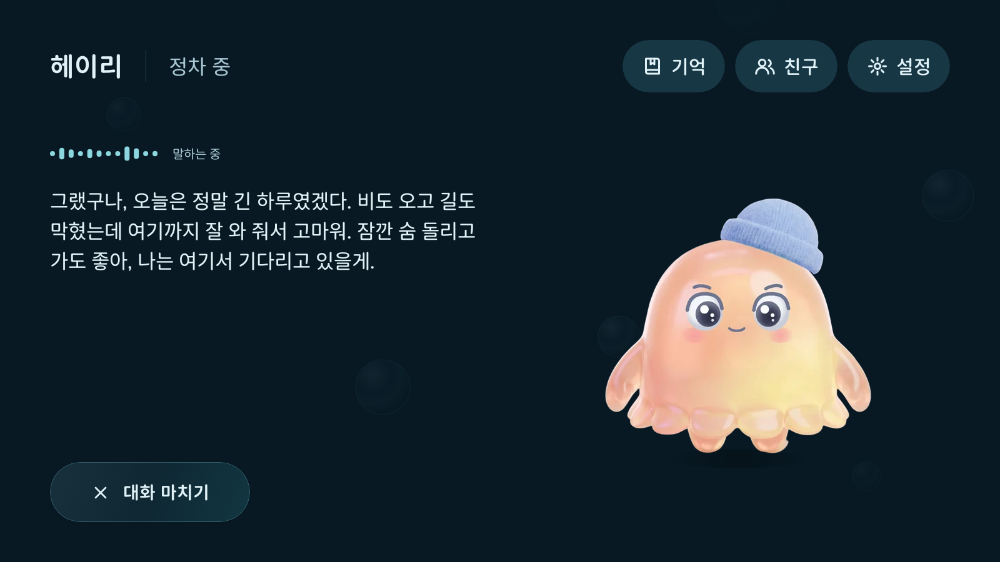 헤이리
정차 중
기억
친구
설정
말하는 중
그랬구나, 오늘은 정말 긴 하루였겠다. 비도 오고 길도
막혔는데 여기까지 잘 와 줘서 고마워. 잠깐 숨 돌리고
가도 좋아, 나는 여기서 기다리고 있을게.
대화 마치기